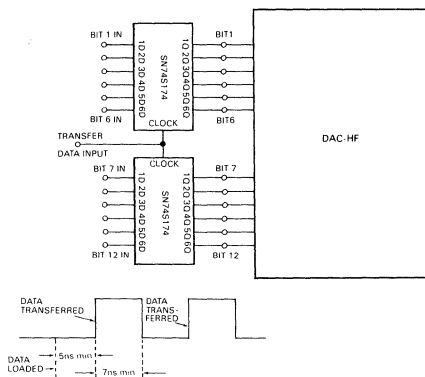 BIT 1 IN
1D 1Q
2D 2Q
3D 3Q
4D 4Q
5D 5Q
6D 6Q
SN74S174
BIT1
BIT 6 IN
BIT6
CLOCK
TRANSFER
DATA INPUT
DAC-HF
CLOCK
BIT 7 IN
1D 1Q
2D 2Q
3D 3Q
4D 4Q
5D 5Q
6D 6Q
SN74S174
BIT 7
BIT 12 IN
BIT 12
DATA
TRANSFERRED
DATA
TRANS-
FERRED
DATA
LOADED
5ns min
7ns min